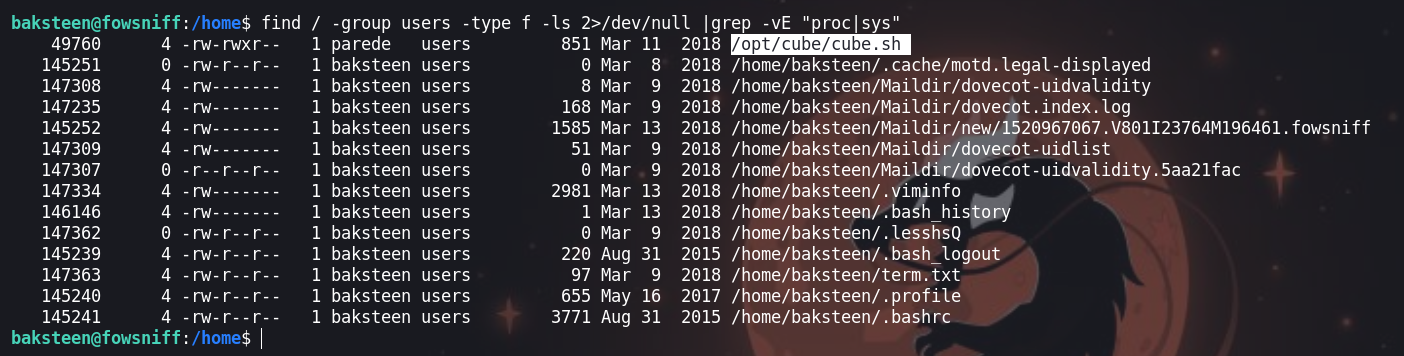 baksteen@fowsniff:/home$ find / -group users -type f -ls 2>/dev/null |grep -vE "proc|sys"
    49760      4 -rw-rwxr--   1 parede   users         851 Mar 11  2018 /opt/cube/cube.sh
   145251      0 -rw-r--r--   1 baksteen users           0 Mar  8  2018 /home/baksteen/.cache/motd.legal-displayed
   147308      4 -rw-------   1 baksteen users           8 Mar  9  2018 /home/baksteen/Maildir/dovecot-uidvalidity
   147235      4 -rw-------   1 baksteen users         168 Mar  9  2018 /home/baksteen/Maildir/dovecot.index.log
   145252      4 -rw-------   1 baksteen users        1585 Mar 13  2018 /home/baksteen/Maildir/new/1520967067.V801I23764M196461.fowsniff
   147309      4 -rw-------   1 baksteen users          51 Mar  9  2018 /home/baksteen/Maildir/dovecot-uidlist
   147307      0 -r--r--r--   1 baksteen users           0 Mar  9  2018 /home/baksteen/Maildir/dovecot-uidvalidity.5aa21fac
   147334      4 -rw-------   1 baksteen users        2981 Mar 13  2018 /home/baksteen/.viminfo
   146146      4 -rw-------   1 baksteen users           1 Mar 13  2018 /home/baksteen/.bash_history
   147362      0 -rw-------   1 baksteen users           0 Mar  9  2018 /home/baksteen/.lesshsQ
   145239      4 -rw-r--r--   1 baksteen users         220 Aug 31  2015 /home/baksteen/.bash_logout
   147363      4 -rw-r--r--   1 baksteen users          97 Mar  9  2018 /home/baksteen/term.txt
   145240      4 -rw-r--r--   1 baksteen users         655 May 16  2017 /home/baksteen/.profile
   145241      4 -rw-r--r--   1 baksteen users        3771 Aug 31  2015 /home/baksteen/.bashrc
baksteen@fowsniff:/home$